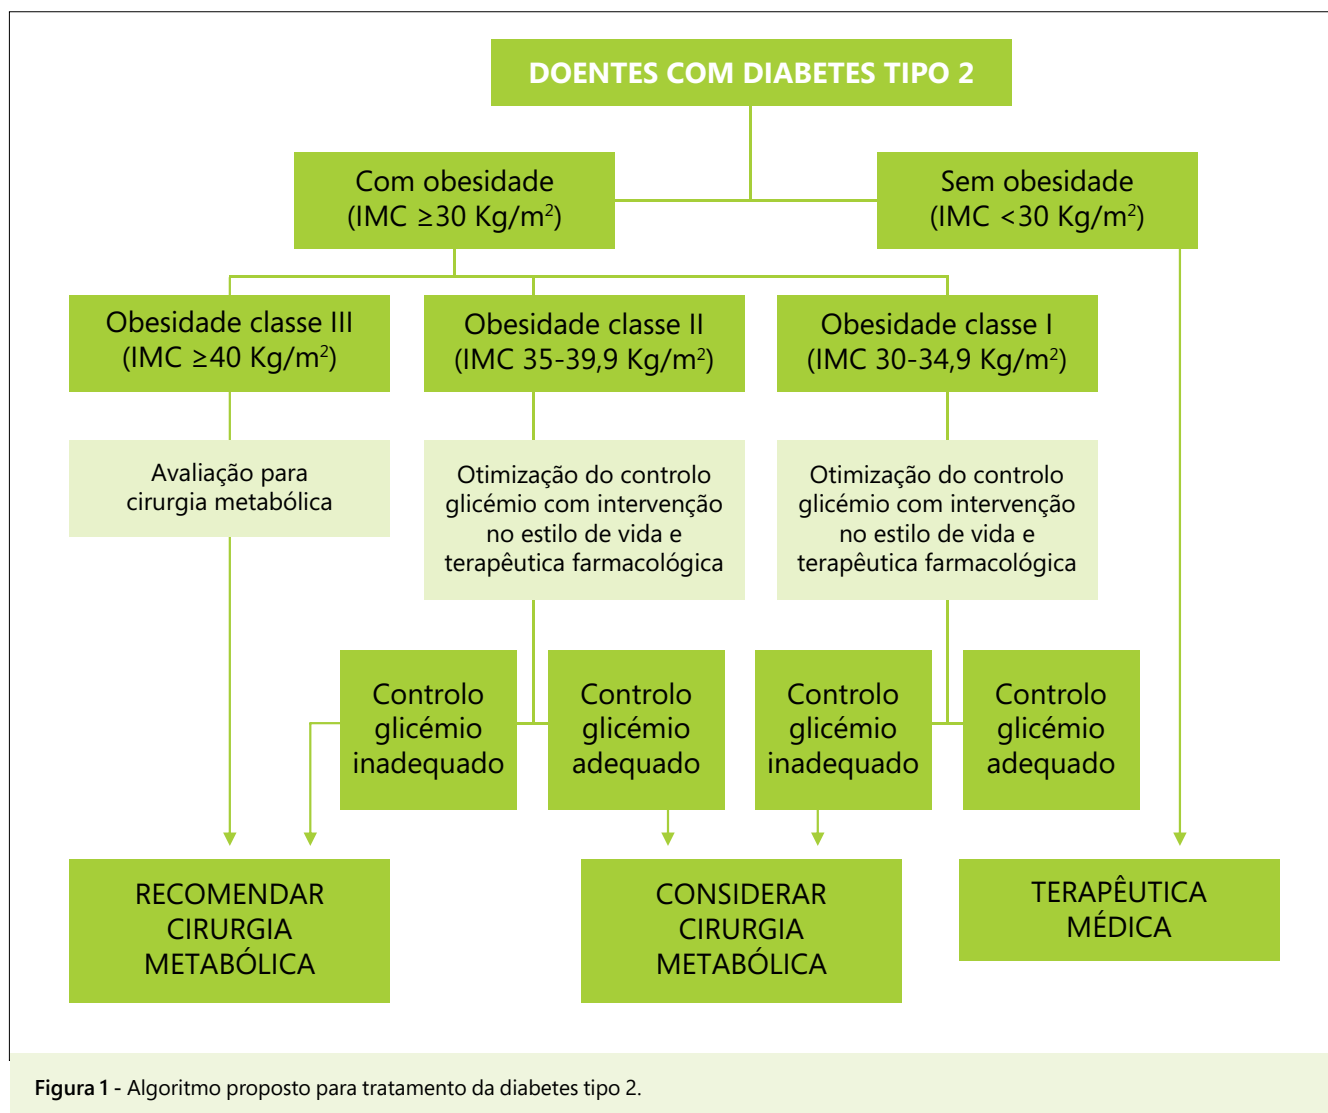 DOENTES COM DIABETES TIPO 2
Com obesidade
(IMC ≥30 Kg/m²)
Sem obesidade
(IMC <30 Kg/m²)
Obesidade classe III
(IMC ≥40 Kg/m²)
Obesidade classe II
(IMC 35-39,9 Kg/m²)
Obesidade classe I
(IMC 30-34,9 Kg/m²)
Avaliação para
cirurgia metabólica
Otimização do controlo
glicémio com intervenção
no estilo de vida e
terapêutica farmacológica
Otimização do controlo
glicémio com intervenção
no estilo de vida e
terapêutica farmacológica
Controlo
glicémio
inadequado
Controlo
glicémio
adequado
Controlo
glicémio
inadequado
Controlo
glicémio
adequado
RECOMENDAR
CIRURGIA
METABÓLICA
CONSIDERAR
CIRURGIA
METABÓLICA
TERAPÊUTICA
MÉDICA
Figura 1 - Algoritmo proposto para tratamento da diabetes tipo 2.